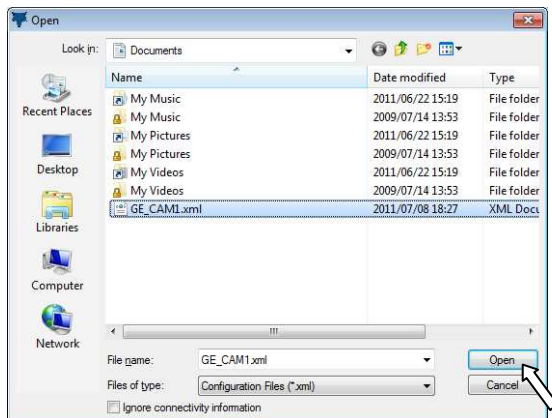 Open
Look in: Documents
Name Date modified Type
My Music 2011/06/22 15:19 File folder
My Music 2009/07/14 13:53 File folder
My Pictures 2011/06/22 15:19 File folder
My Pictures 2009/07/14 13:53 File folder
My Videos 2011/06/22 15:19 File folder
My Videos 2009/07/14 13:53 File folder
GE_CAM1.xml 2011/07/08 18:27 XML Docu
Recent Places
Desktop
Libraries
Computer
Network
File name: GE_CAM1.xml Open
Files of type: Configuration Files (*.xml) Cancel
Ignore connectivity information